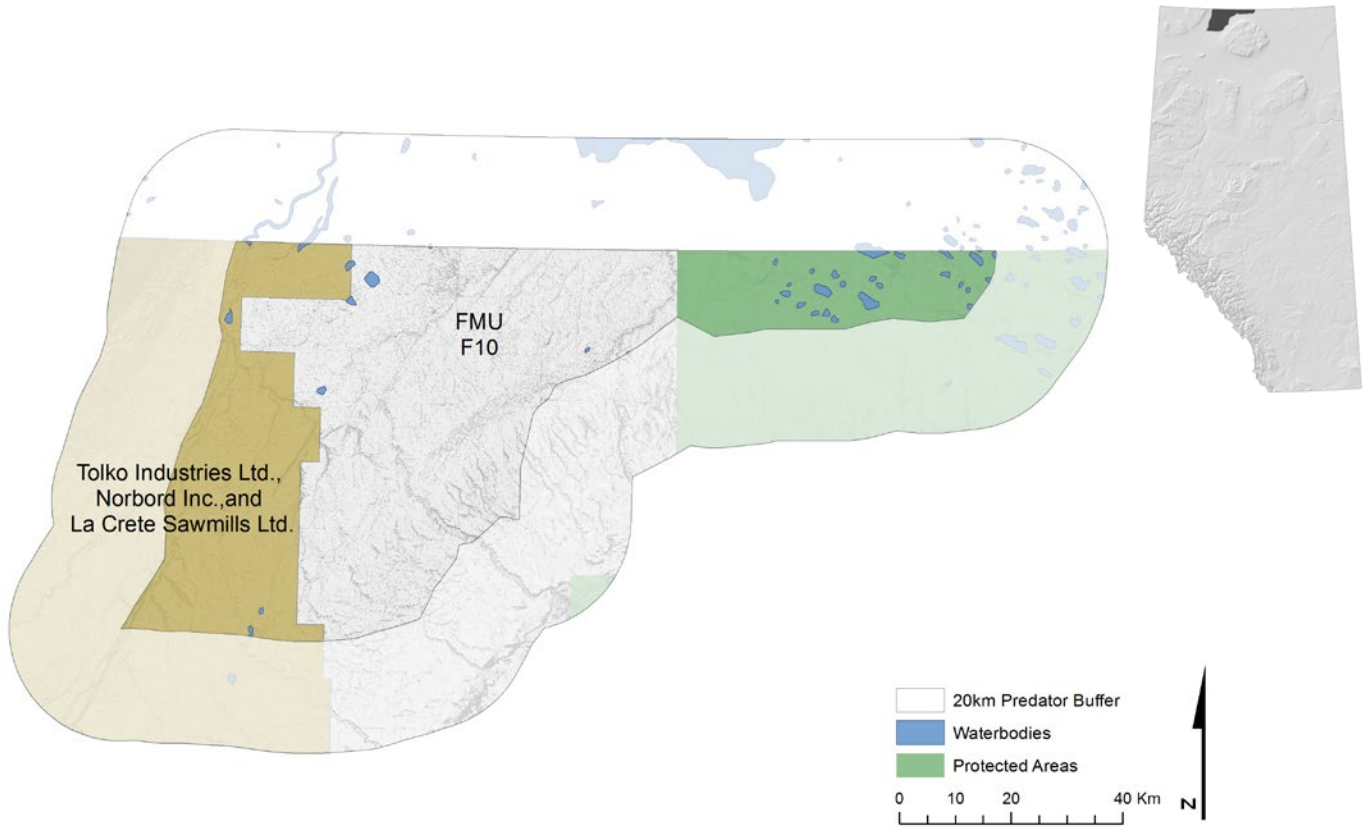 FMU
F10
Tolko Industries Ltd.,
Norbord Inc.,and
La Crete Sawmills Ltd.
20km Predator Buffer
Waterbodies
Protected Areas
0 10 20 40 Km
N